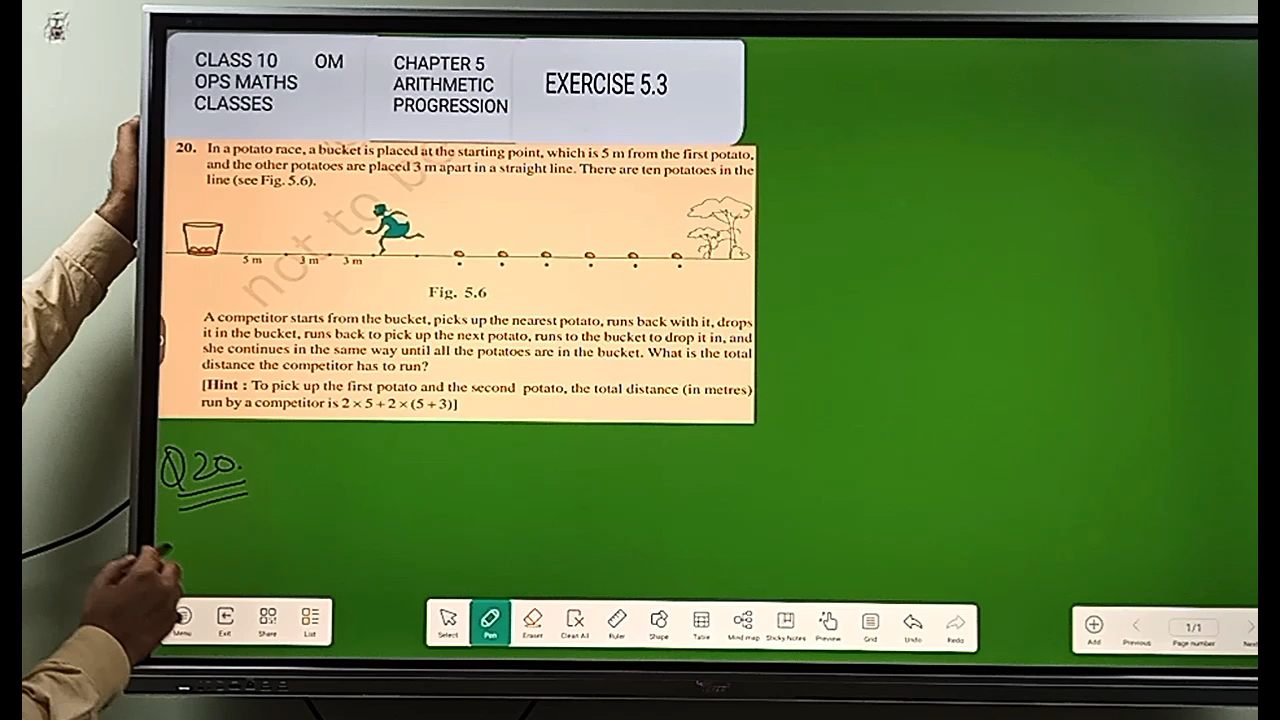 CLASS 10 OM
OPS MATHS
CLASSES
CHAPTER 5
ARITHMETIC
PROGRESSION
EXERCISE 5.3
20. In a potato race, a bucket is placed at the starting point, which is 5 m from the first potato,
and the other potatoes are placed 3 m apart in a straight line. There are ten potatoes in the
line (see Fig. 5.6).
not to be
5 m 3 m 3 m
Fig. 5.6
A competitor starts from the bucket, picks up the nearest potato, runs back with it, drops
it in the bucket, runs back to pick up the next potato, runs to the bucket to drop it in, and
she continues in the same way until all the potatoes are in the bucket. What is the total
distance the competitor has to run?
[Hint : To pick up the first potato and the second potato, the total distance (in metres)
run by a competitor is 2 × 5 + 2 × (5 + 3)]
Q20.
Menu Exit Share List
Select Pen Eraser Clean All Ruler Shape Table Mind map Sticky Notes Preview Grid Undo Redo
Add Previous 1/1 Page number